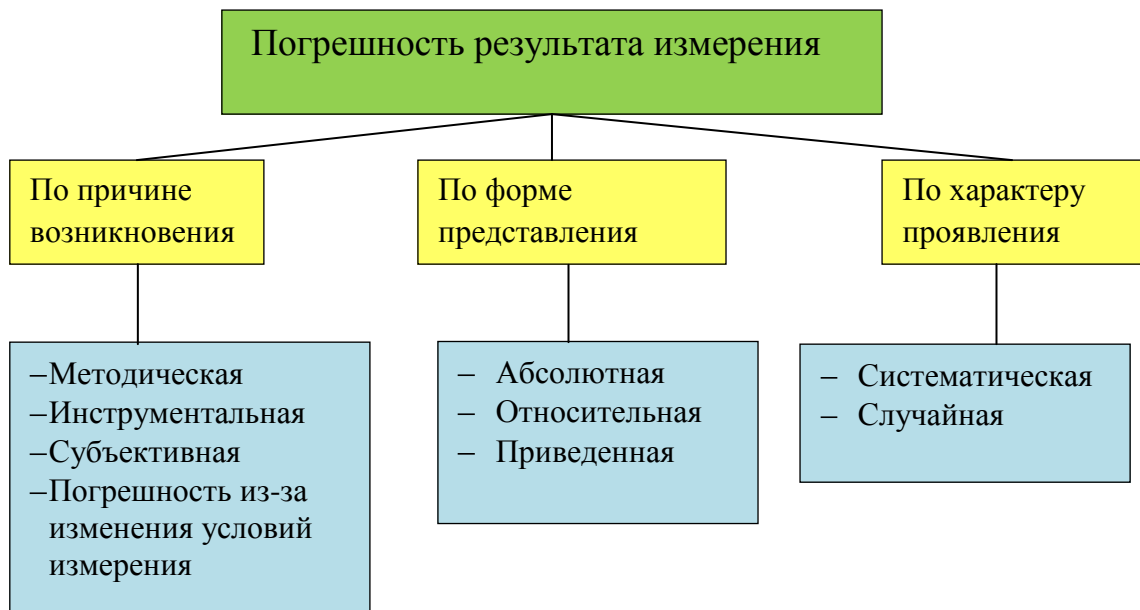 Погрешность результата измерения
По причине
возникновения
По форме
представления
По характеру
проявления
–Методическая
–Инструментальная
–Субъективная
–Погрешность из-за
изменения условий
измерения
– Абсолютная
– Относительная
– Приведенная
– Систематическая
– Случайная